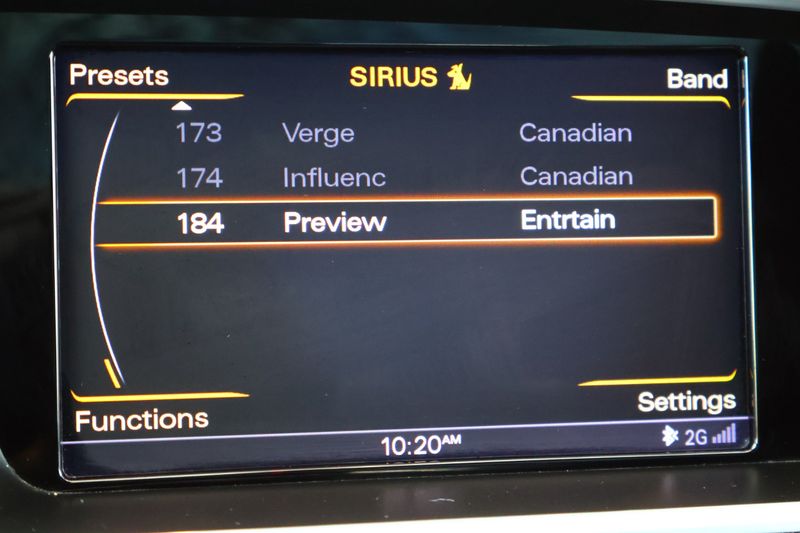 Presets SIRIUS Band
173 Verge Canadian
174 Influenc Canadian
184 Preview Entrtain
Functions Settings
10:20AM 2G